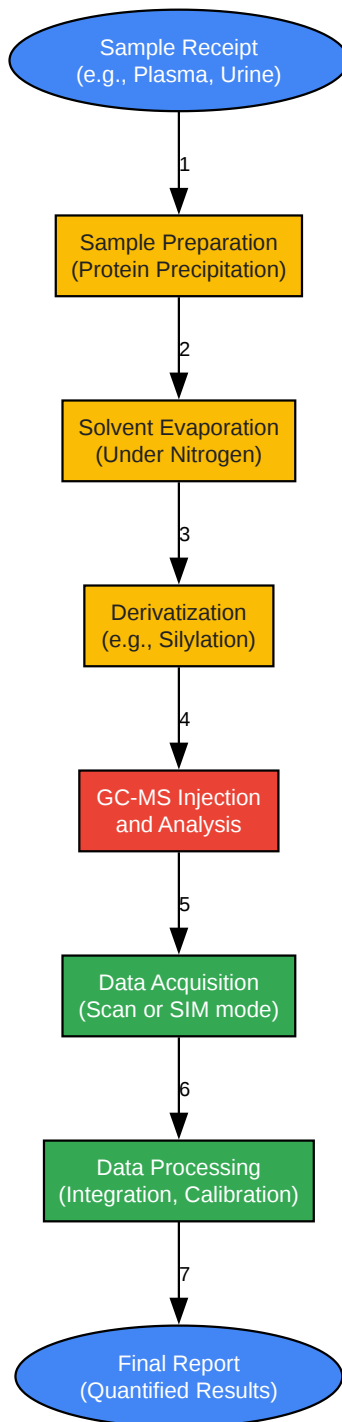 Sample Receipt
(e.g., Plasma, Urine)
1
Sample Preparation
(Protein Precipitation)
2
Solvent Evaporation
(Under Nitrogen)
3
Derivatization
(e.g., Silylation)
4
GC-MS Injection
and Analysis
5
Data Acquisition
(Scan or SIM mode)
6
Data Processing
(Integration, Calibration)
7
Final Report
(Quantified Results)